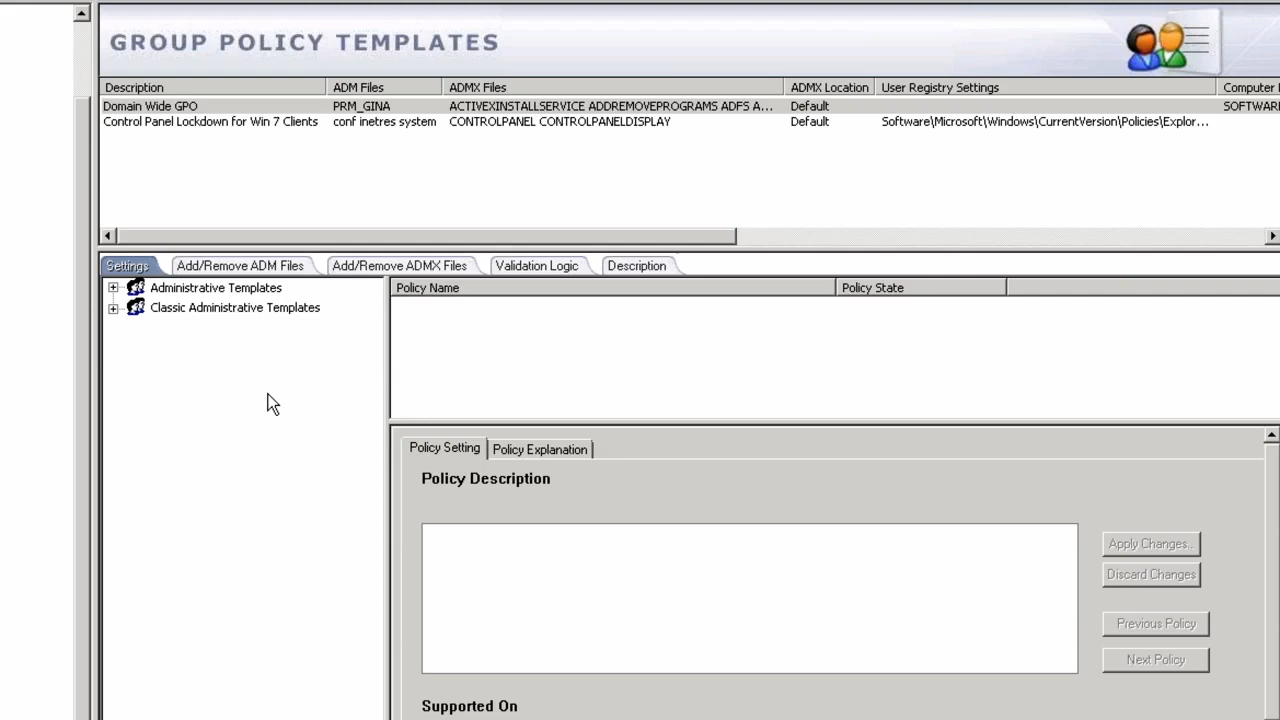 GROUP POLICY TEMPLATES
Description ADM Files ADMX Files ADMX Location User Registry Settings Computer
Domain Wide GPO PRM_GINA ACTIVEXINSTALLSERVICE ADDREMOVEPROGRAMS ADFS A... Default SOFTWARE
Control Panel Lockdown for Win 7 Clients conf inetres system CONTROLPANEL CONTROLPANELDISPLAY Default Software\Microsoft\Windows\CurrentVersion\Policies\Explor...
Settings Add/Remove ADM Files Add/Remove ADMX Files Validation Logic Description
Administrative Templates
Classic Administrative Templates
Policy Name Policy State
Policy Setting Policy Explanation
Policy Description
Apply Changes..
Discard Changes
Previous Policy
Next Policy
Supported On